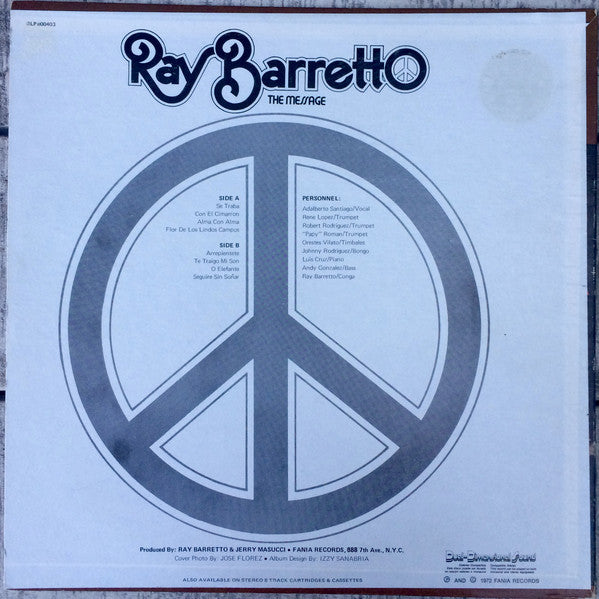 SLP#00403
Ray Barretto
THE MESSAGE
SIDE A
Se Traba
Con El Cimarron
Alma Con Alma
Flor De Los Lindos Campos
SIDE B
Arrepientete
Te Traigo Mi Son
O Elefante
Seguire Sin Soñar
PERSONNEL:
Adalberto Santiago/Vocal
Rene Lopez/Trumpet
Robert Rodriguez/Trumpet
"Papy" Roman/Trumpet
Orestes Vilato/Timbales
Johnny Rodriguez/Bongo
Luis Cruz/Piano
Andy Gonzalez/Bass
Ray Barretto/Conga
Produced By: RAY BARRETTO & JERRY MASUCCI • FANIA RECORDS, 888 7th Ave., N.Y.C.
Cover Photo By: JOSE FLOREZ • Album Design By: IZZY SANABRIA
ALSO AVAILABLE ON STEREO 8 TRACK CARTRIDGES & CASSETTES
Dual-Dimensional Sound
Ⓟ AND © 1972 FANIA RECORDS